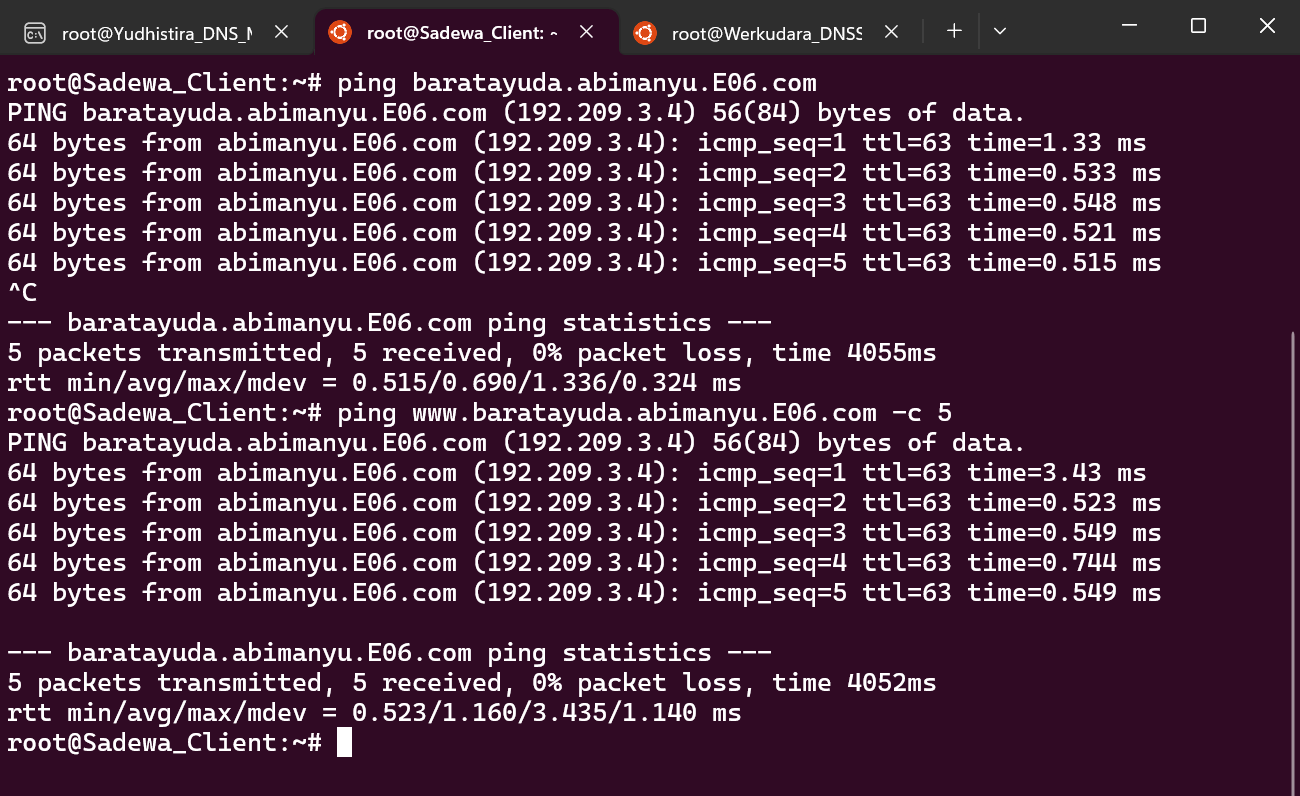 root@Yudhistira_DNS_M
root@Sadewa_Client: ~
root@Werkudara_DNSS
root@Sadewa_Client:~# ping baratayuda.abimanyu.E06.com
PING baratayuda.abimanyu.E06.com (192.209.3.4) 56(84) bytes of data.
64 bytes from abimanyu.E06.com (192.209.3.4): icmp_seq=1 ttl=63 time=1.33 ms
64 bytes from abimanyu.E06.com (192.209.3.4): icmp_seq=2 ttl=63 time=0.533 ms
64 bytes from abimanyu.E06.com (192.209.3.4): icmp_seq=3 ttl=63 time=0.548 ms
64 bytes from abimanyu.E06.com (192.209.3.4): icmp_seq=4 ttl=63 time=0.521 ms
64 bytes from abimanyu.E06.com (192.209.3.4): icmp_seq=5 ttl=63 time=0.515 ms
^C
--- baratayuda.abimanyu.E06.com ping statistics ---
5 packets transmitted, 5 received, 0% packet loss, time 4055ms
rtt min/avg/max/mdev = 0.515/0.690/1.336/0.324 ms
root@Sadewa_Client:~# ping www.baratayuda.abimanyu.E06.com -c 5
PING baratayuda.abimanyu.E06.com (192.209.3.4) 56(84) bytes of data.
64 bytes from abimanyu.E06.com (192.209.3.4): icmp_seq=1 ttl=63 time=3.43 ms
64 bytes from abimanyu.E06.com (192.209.3.4): icmp_seq=2 ttl=63 time=0.523 ms
64 bytes from abimanyu.E06.com (192.209.3.4): icmp_seq=3 ttl=63 time=0.549 ms
64 bytes from abimanyu.E06.com (192.209.3.4): icmp_seq=4 ttl=63 time=0.744 ms
64 bytes from abimanyu.E06.com (192.209.3.4): icmp_seq=5 ttl=63 time=0.549 ms
--- baratayuda.abimanyu.E06.com ping statistics ---
5 packets transmitted, 5 received, 0% packet loss, time 4052ms
rtt min/avg/max/mdev = 0.523/1.160/3.435/1.140 ms
root@Sadewa_Client:~#